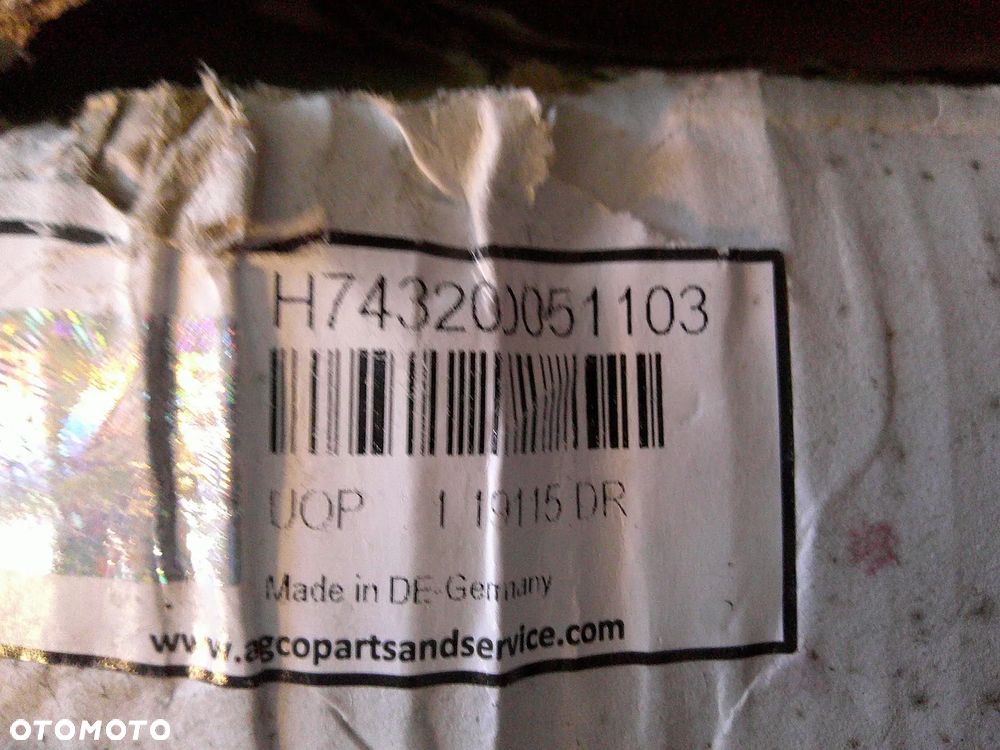 H743200051103
UOP 1 19115 DR
Made in DE-Germany
www.agcopartsandservice.com
OTOMOTO